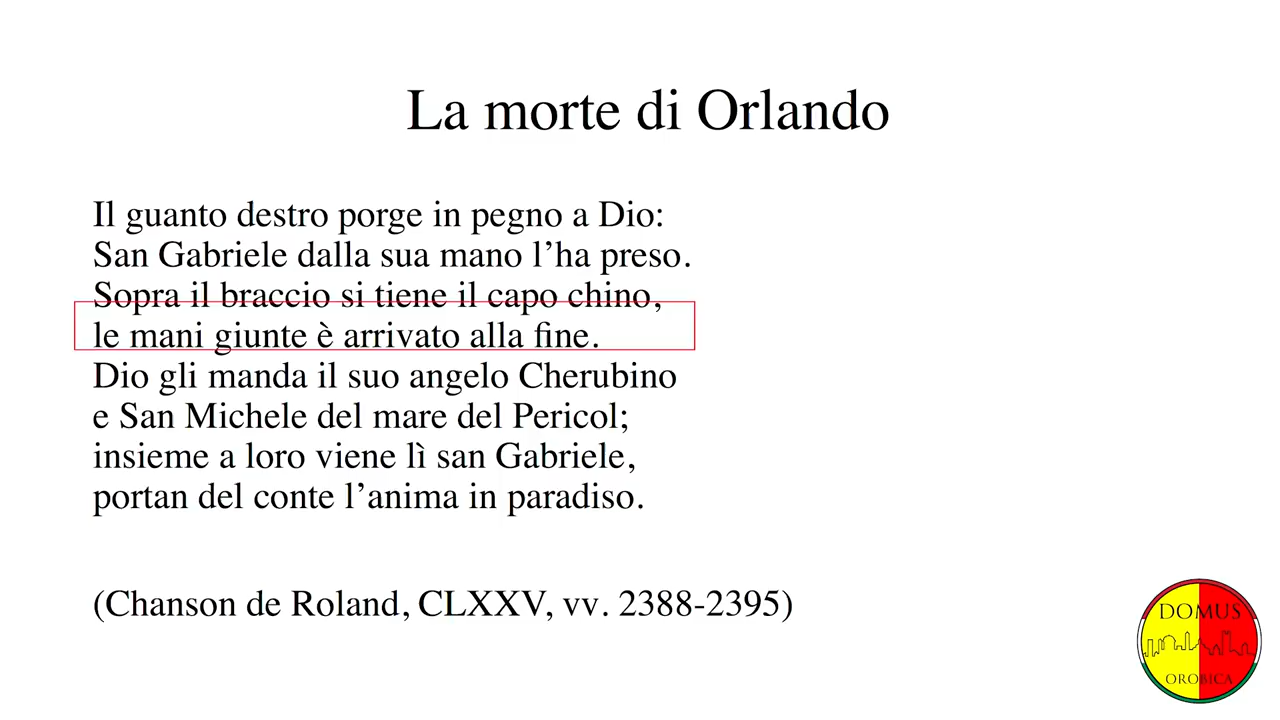 La morte di Orlando
Il guanto destro porge in pegno a Dio:
San Gabriele dalla sua mano l’ha preso.
Sopra il braccio si tiene il capo chino,
le mani giunte è arrivato alla fine.
Dio gli manda il suo angelo Cherubino
e San Michele del mare del Pericol;
insieme a loro viene lì san Gabriele,
portan del conte l’anima in paradiso.
(Chanson de Roland, CLXXV, vv. 2388-2395)
DOMUS
OROBICA